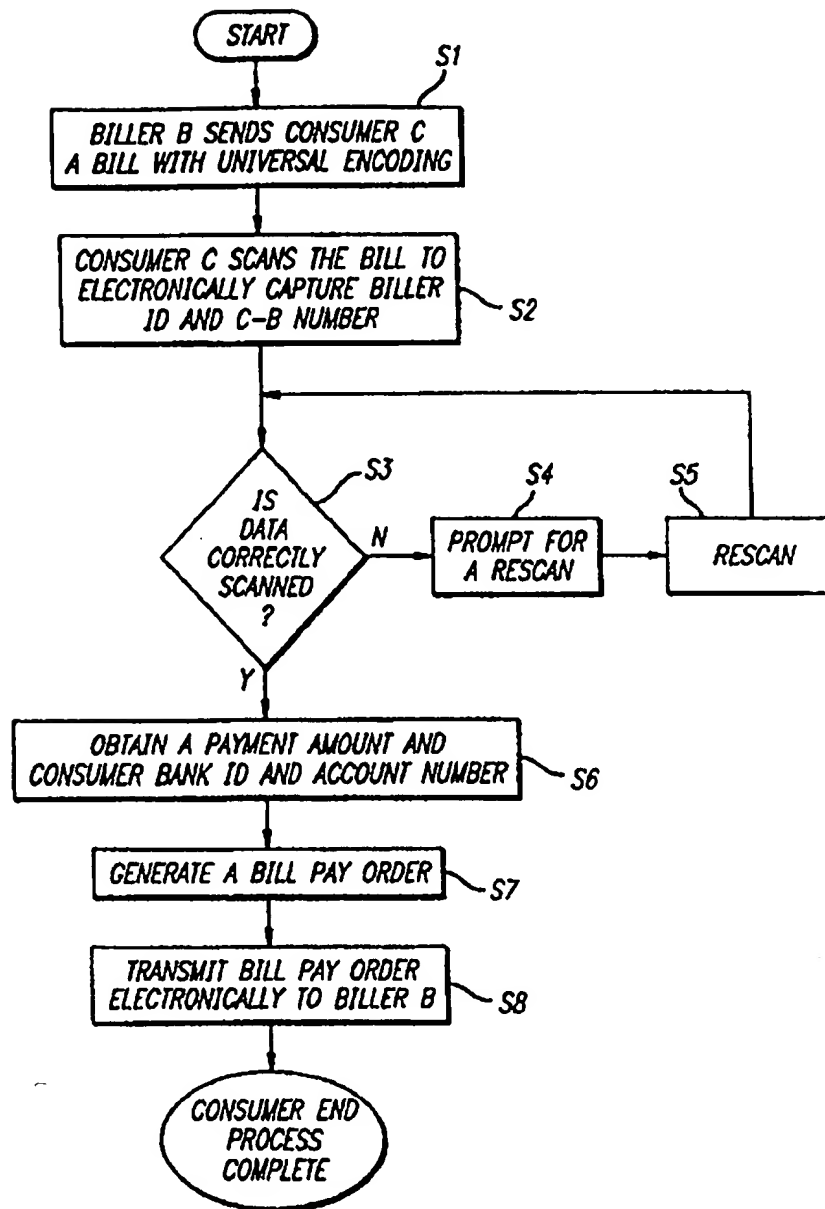 START
S1
BILLER B SENDS CONSUMER C
A BILL WITH UNIVERSAL ENCODING
CONSUMER C SCANS THE BILL TO
ELECTRONICALLY CAPTURE BILLER
ID AND C-B NUMBER
S2
S3
IS
DATA
CORRECTLY
SCANNED
?
N
S4
PROMPT FOR
A RESCAN
S5
RESCAN
Y
OBTAIN A PAYMENT AMOUNT AND
CONSUMER BANK ID AND ACCOUNT NUMBER
S6
GENERATE A BILL PAY ORDER
S7
TRANSMIT BILL PAY ORDER
ELECTRONICALLY TO BILLER B
S8
CONSUMER END
PROCESS
COMPLETE